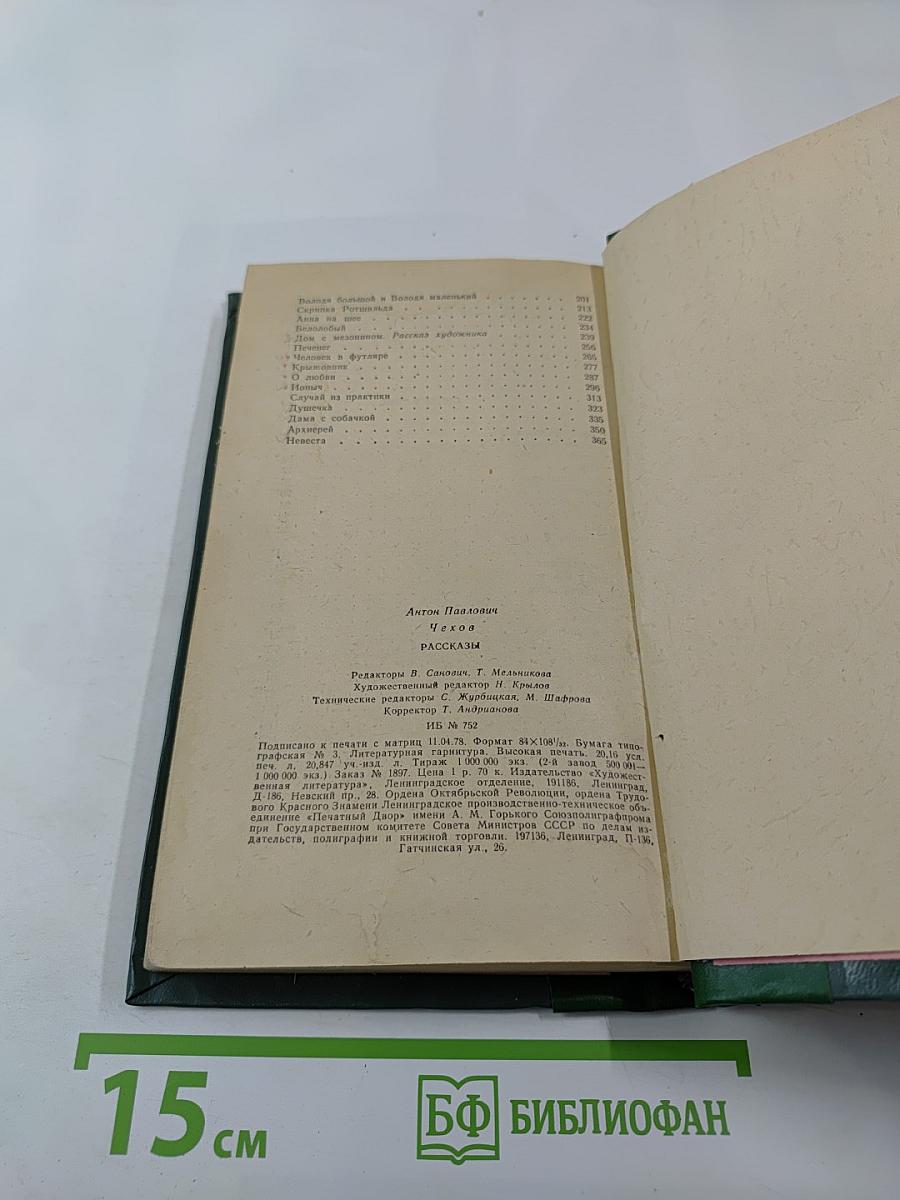 Володя большой и Володя маленький . . . . . . . . 201
Скрипка Ротшильда . . . . . . . . . . . . . 213
Анна на шее . . . . . . . . . . . . . . . 222
Белолобый . . . . . . . . . . . . . . . . 234
Дом с мезонином. Рассказ художника . . . . . . . 239
Печенег . . . . . . . . . . . . . . . . . 256
Человек в футляре . . . . . . . . . . . . . 265
Крыжовник . . . . . . . . . . . . . . . . 277
О любви . . . . . . . . . . . . . . . . . 287
Ионыч . . . . . . . . . . . . . . . . . . 296
Случай из практики . . . . . . . . . . . . . 313
Душечка . . . . . . . . . . . . . . . . . 323
Дама с собачкой . . . . . . . . . . . . . . 335
Архиерей . . . . . . . . . . . . . . . . . 350
Невеста . . . . . . . . . . . . . . . . . 365
Антон Павлович
Чехов
РАССКАЗЫ
Редакторы В. Санович, Т. Мельникова
Художественный редактор Н. Крылов
Технические редакторы С. Журбицкая, М. Шафрова
Корректор Т. Андрианова
ИБ № 752
Подписано к печати с матриц 11.04.78. Формат 84×108¹/₃₂. Бумага типо-
графская № 3. Литературная гарнитура. Высокая печать. 20,16 усл.
печ. л. 20,847 уч.-изд. л. Тираж 1 000 000 экз. (2-й завод 500 001—
1 000 000 экз.) Заказ № 1897. Цена 1 р. 70 к. Издательство «Художест-
венная литература», Ленинградское отделение, 191186, Ленинград,
Д-186, Невский пр., 28. Ордена Октябрьской Революции, ордена Трудо-
вого Красного Знамени Ленинградское производственно-техническое объ-
единение «Печатный Двор» имени А. М. Горького Союзполиграфпрома
при Государственном комитете Совета Министров СССР по делам из-
дательств, полиграфии и книжной торговли. 197136, Ленинград, П-136,
Гатчинская ул., 26.
15 см
БФ БИБЛИОФАН